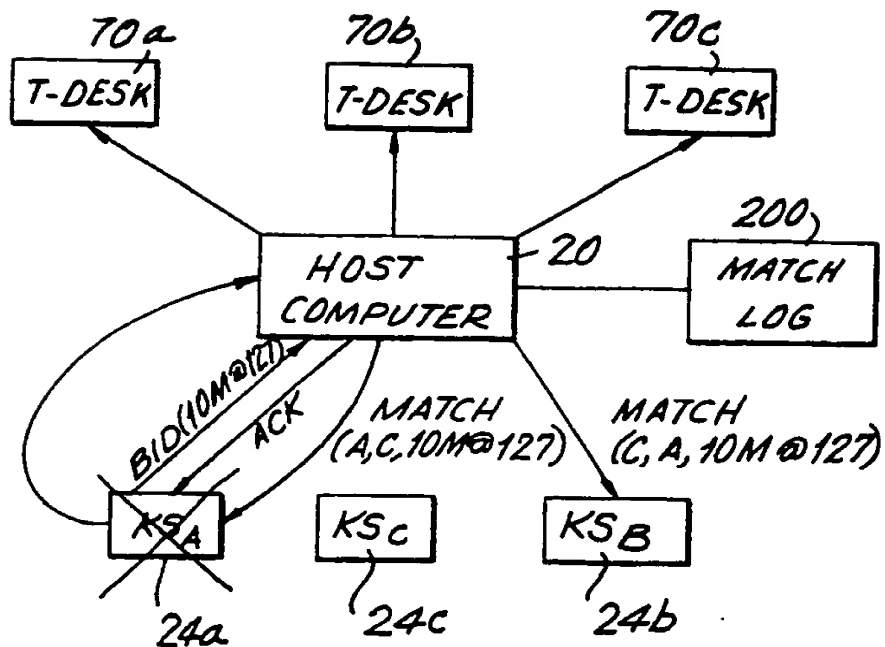 70a
70b
70c
T-DESK
T-DESK
T-DESK
200
20
HOST
COMPUTER
MATCH
LOG
BID(10M@127)
ACK
MATCH
(A,C,10M@127)
MATCH
(C,A,10M@127)
KSA
KSC
KSB
24a
24c
24b